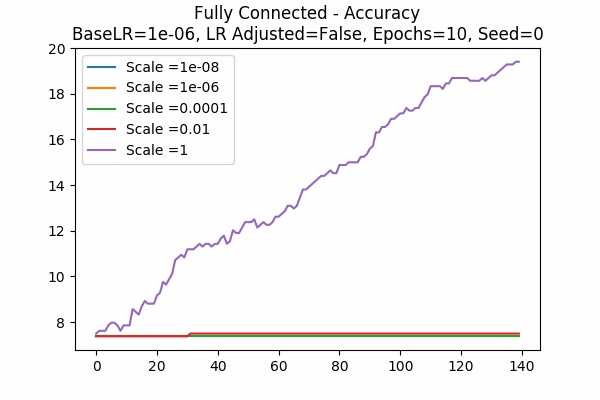 Fully Connected - Accuracy
BaseLR=1e-06, LR Adjusted=False, Epochs=10, Seed=0
20
18
16
14
12
10
8
Scale =1e-08
Scale =1e-06
Scale =0.0001
Scale =0.01
Scale =1
0 20 40 60 80 100 120 140